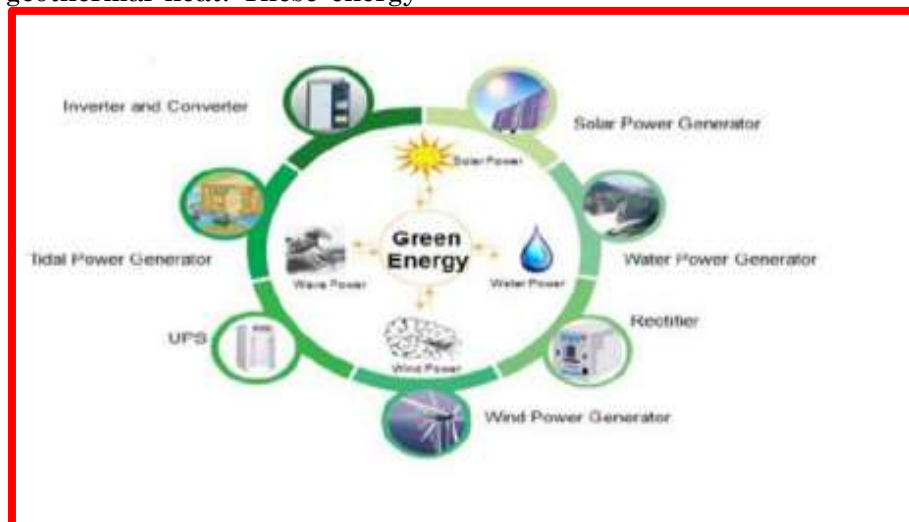 geothermal heat. These energy
Inverter and Converter
Solar Power Generator
Solar Power
Tidal Power Generator
Wave Power
Green
Energy
Water Power
Water Power Generator
UPS
Rectifier
Wind Power
Wind Power Generator